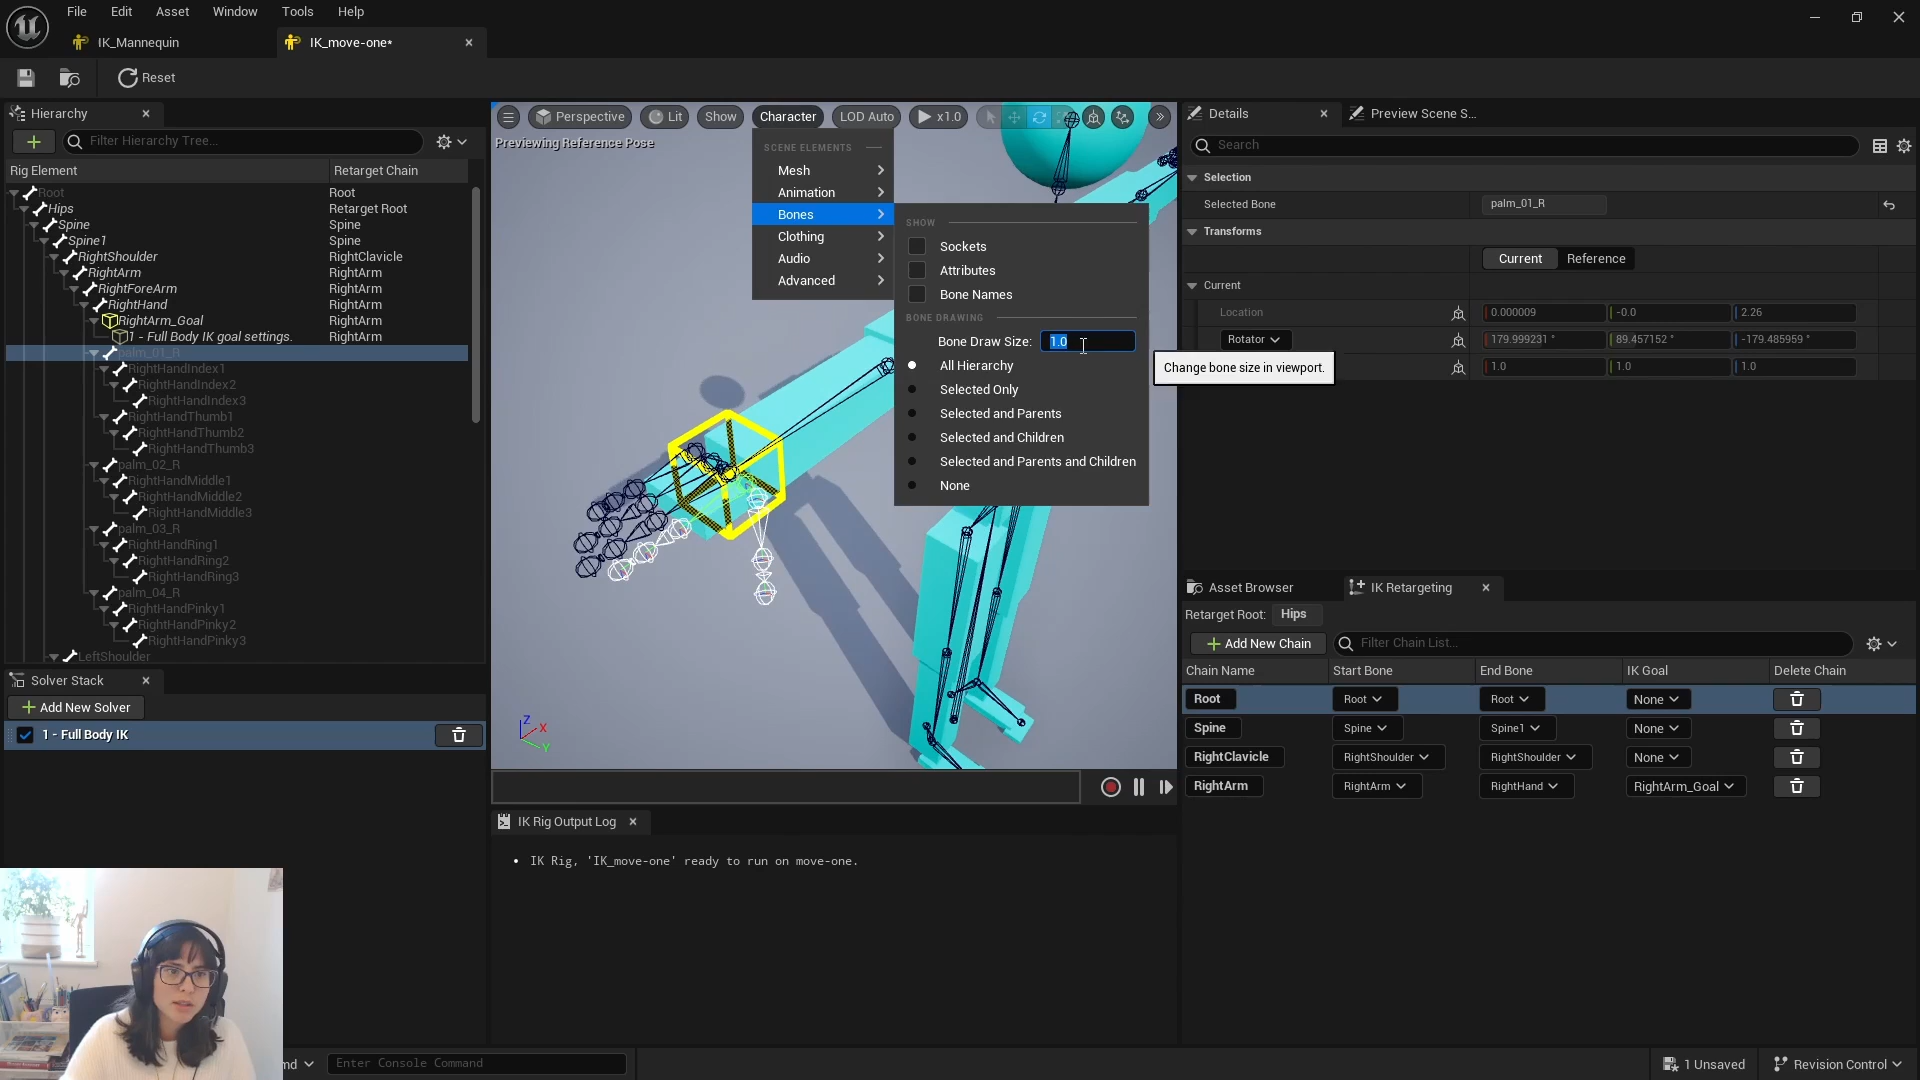 File Edit Asset Window Tools Help
IK_Mannequin
IK_move-one*
Reset
Hierarchy
Filter Hierarchy Tree...
Rig Element Retarget Chain
Root Root
Hips Retarget Root
Spine Spine
Spine1 Spine
RightShoulder RightClavicle
RightArm RightArm
RightForeArm RightArm
RightHand RightArm
RightArm_Goal RightArm
1 - Full Body IK goal settings. RightArm
palm_01_R
RightHandIndex1
RightHandIndex2
RightHandIndex3
RightHandThumb1
RightHandThumb2
RightHandThumb3
palm_02_R
RightHandMiddle1
RightHandMiddle2
RightHandMiddle3
palm_03_R
RightHandRing1
RightHandRing2
RightHandRing3
palm_04_R
RightHandPinky1
RightHandPinky2
RightHandPinky3
LeftShoulder
Solver Stack
Add New Solver
1 - Full Body IK
Perspective Lit Show Character LOD Auto x1.0
Previewing Reference Pose
SCENE ELEMENTS
Mesh
Animation
Bones
Clothing
Audio
Advanced
SHOW
Sockets
Attributes
Bone Names
BONE DRAWING
Bone Draw Size: 1.0
All Hierarchy
Selected Only
Selected and Parents
Selected and Children
Selected and Parents and Children
None
Change bone size in viewport.
Z X Y
IK Rig Output Log
• IK Rig, 'IK_move-one' ready to run on move-one.
Details
Preview Scene S...
Search
Selection
Selected Bone palm_01_R
Transforms
Current Reference
Current
Location 0.000009 -0.0 2.26
Rotator 179.999231 ° 89.457152 ° -179.485959 °
1.0 1.0 1.0
Asset Browser
IK Retargeting
Retarget Root: Hips
Add New Chain
Filter Chain List...
Chain Name Start Bone End Bone IK Goal Delete Chain
Root Root Root None
Spine Spine Spine1 None
RightClavicle RightShoulder RightShoulder None
RightArm RightArm RightHand RightArm_Goal
md
Enter Console Command
1 Unsaved
Revision Control